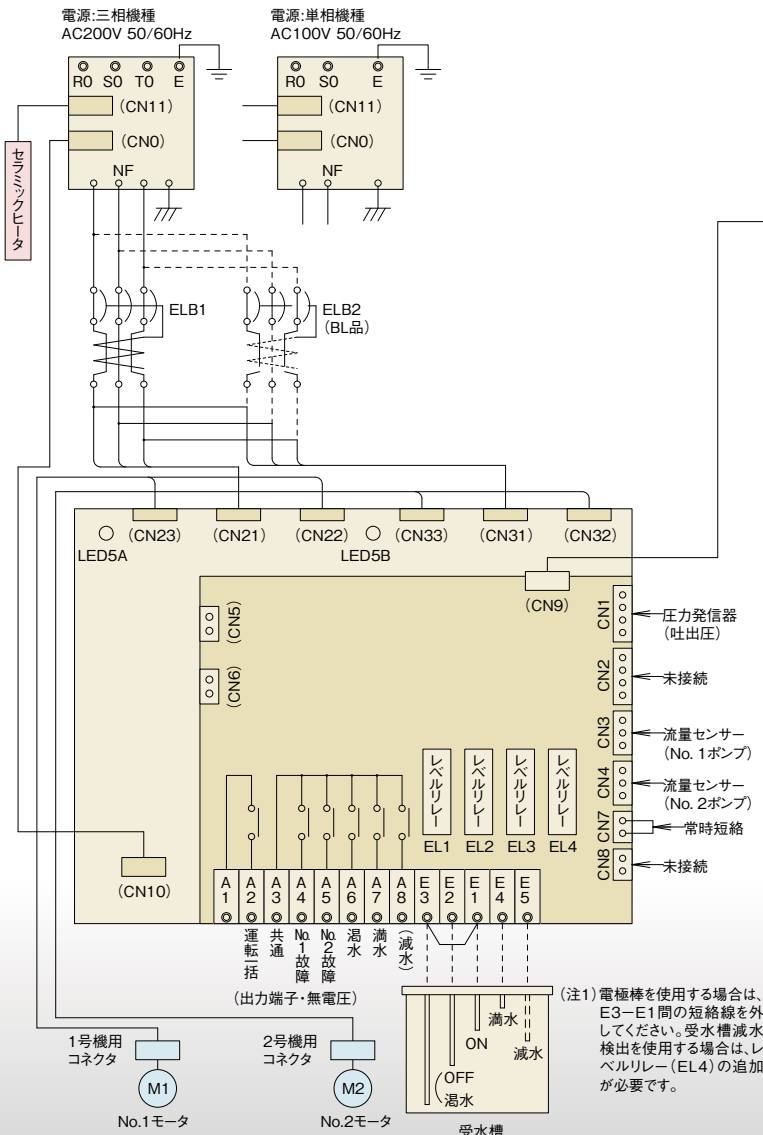 電源:三相機種
AC200V 50/60Hz
電源:単相機種
AC100V 50/60Hz
R0 S0 T0 E
(CN11)
(CN0)
NF
R0 S0 E
(CN11)
(CN0)
NF
セラミックヒータ
ELB1
ELB2
(BL品)
(CN23)
(CN21)
(CN22)
(CN33)
(CN31)
(CN32)
LED5A
LED5B
(CN9)
(CN5)
(CN6)
CN1
圧力発信器
(吐出圧)
CN2
未接続
CN3
流量センサー
(No. 1ポンプ)
CN4
流量センサー
(No. 2ポンプ)
CN7
常時短絡
CN8
未接続
レベルリレー
レベルリレー
レベルリレー
レベルリレー
EL1
EL2
EL3
EL4
(CN10)
A1
A2
A3
A4
A5
A6
A7
A8
E3
E2
E1
E4
E5
運転一括
共通
No.1故障
No.2故障
渇水
満水
(減水)
(出力端子・無電圧)
1号機用
コネクタ
M1
No.1モータ
2号機用
コネクタ
M2
No.2モータ
満水
ON
減水
OFF
渇水
受水槽
(注1)電極棒を使用する場合は、
E3-E1間の短絡線を外
してください。受水槽減水
検出を使用する場合は、レ
ベルリレー(EL4)の追加
が必要です。